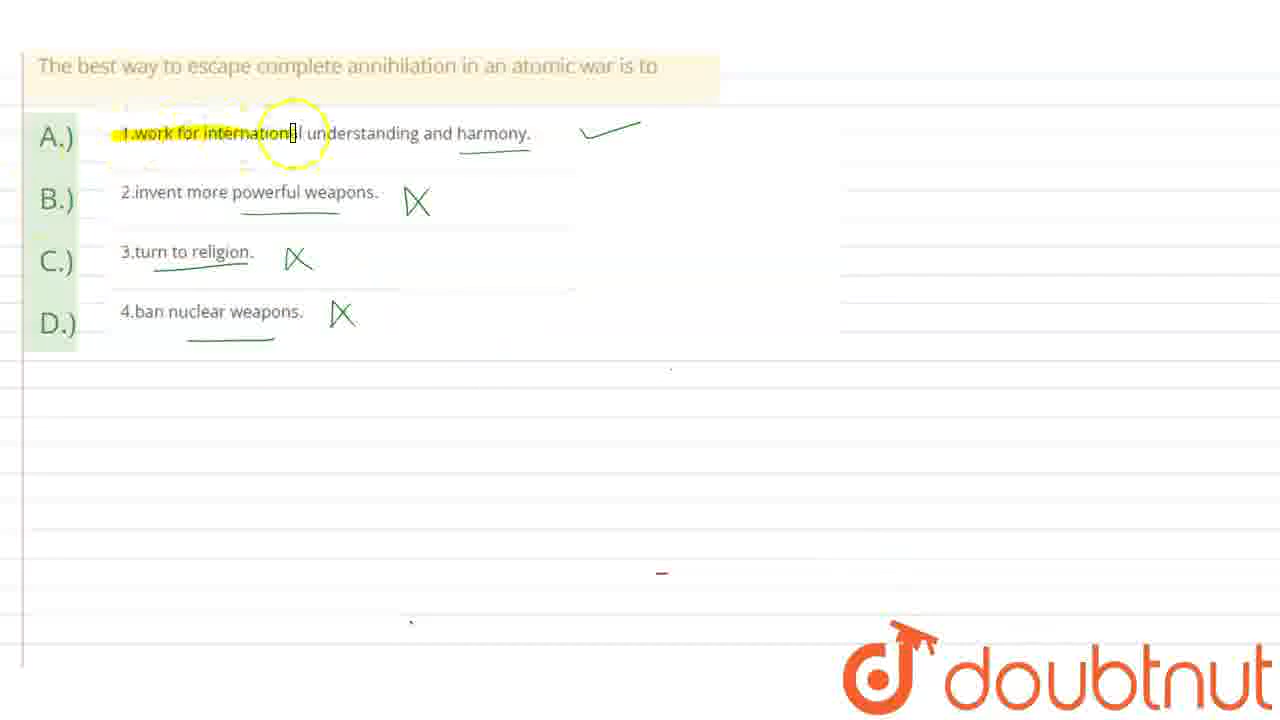 The best way to escape complete annihilation in an atomic war is to
A.) 1.work for international understanding and harmony.
B.) 2.invent more powerful weapons.
C.) 3.turn to religion.
D.) 4.ban nuclear weapons.
doubtnut